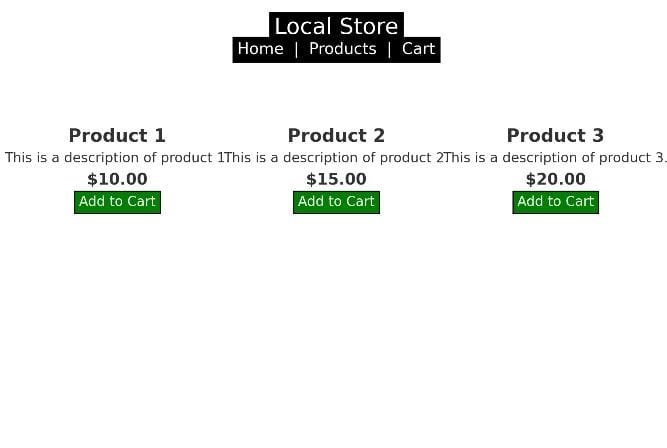 Local Store
Home | Products | Cart
Product 1
This is a description of product 1
$10.00
Add to Cart
Product 2
This is a description of product 2
$15.00
Add to Cart
Product 3
This is a description of product 3.
$20.00
Add to Cart